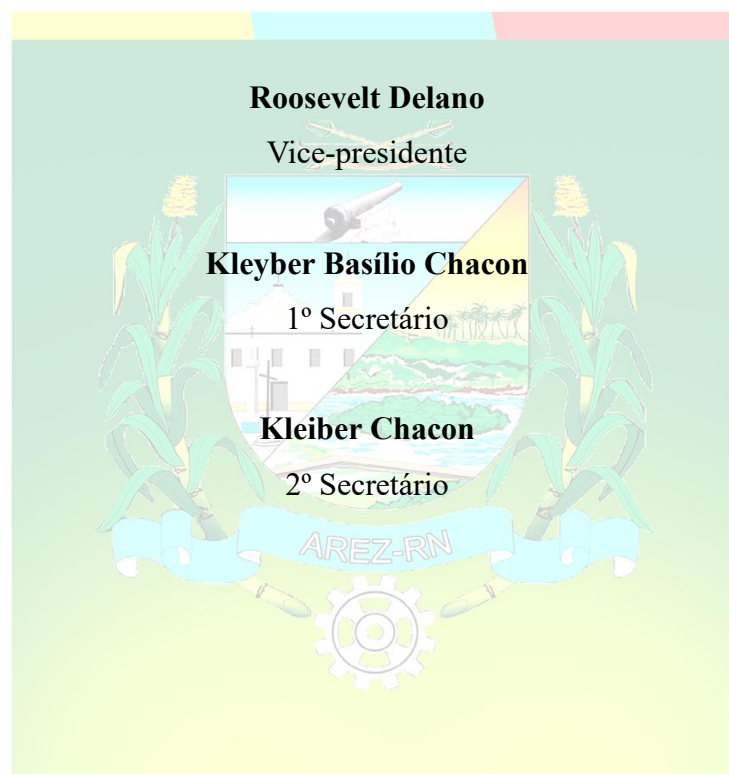 Roosevelt Delano
Vice-presidente
Kleyber Basílio Chacon
1º Secretário
Kleiber Chacon
2º Secretário
AREZ-RN